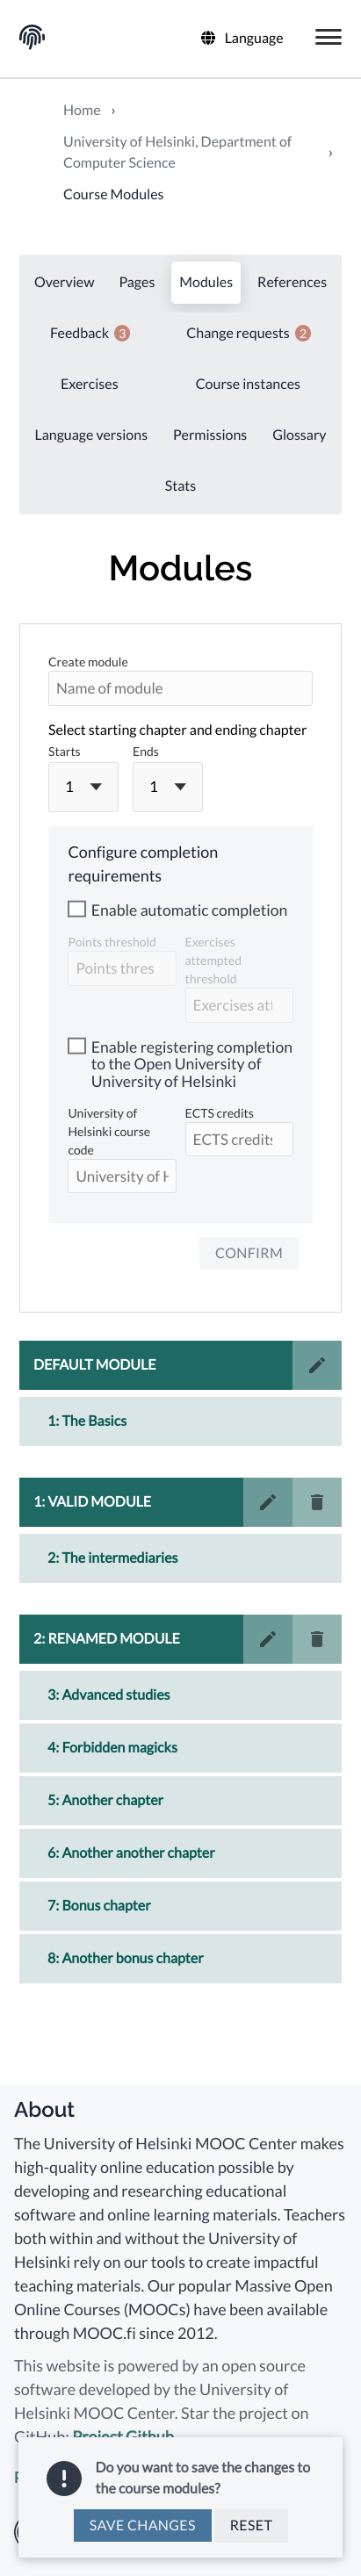 Language
Home ›
University of Helsinki, Department of
Computer Science ›
Course Modules
Overview Pages Modules References
Feedback 3 Change requests 2
Exercises Course instances
Language versions Permissions Glossary
Stats
Modules
Create module
Name of module
Select starting chapter and ending chapter
Starts Ends
1 1
Configure completion
requirements
Enable automatic completion
Points threshold
Points thres
Exercises
attempted
threshold
Exercises att
Enable registering completion
to the Open University of
University of Helsinki
University of
Helsinki course
code
University of H
ECTS credits
ECTS credits
CONFIRM
DEFAULT MODULE
1: The Basics
1: VALID MODULE
2: The intermediaries
2: RENAMED MODULE
3: Advanced studies
4: Forbidden magicks
5: Another chapter
6: Another another chapter
7: Bonus chapter
8: Another bonus chapter
About
The University of Helsinki MOOC Center makes
high-quality online education possible by
developing and researching educational
software and online learning materials. Teachers
both within and without the University of
Helsinki rely on our tools to create impactful
teaching materials. Our popular Massive Open
Online Courses (MOOCs) have been available
through MOOC.fi since 2012.
This website is powered by an open source
software developed by the University of
Helsinki MOOC Center. Star the project on
GitHub: Project Github
Do you want to save the changes to
the course modules?
SAVE CHANGES RESET